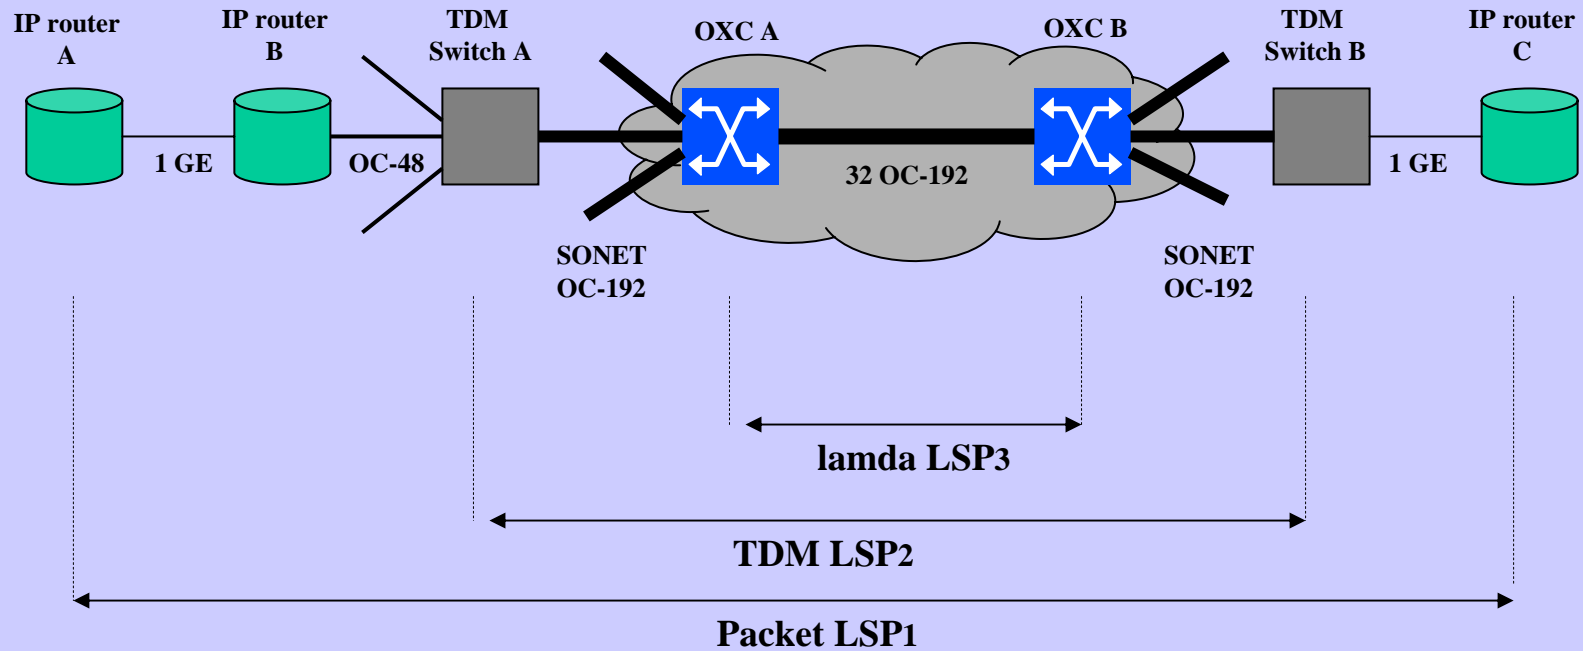 IP router
A
IP router
B
TDM
Switch A
OXC A
OXC B
TDM
Switch B
IP router
C
1 GE
OC-48
32 OC-192
1 GE
SONET
OC-192
SONET
OC-192
lamda LSP3
TDM LSP2
Packet LSP1